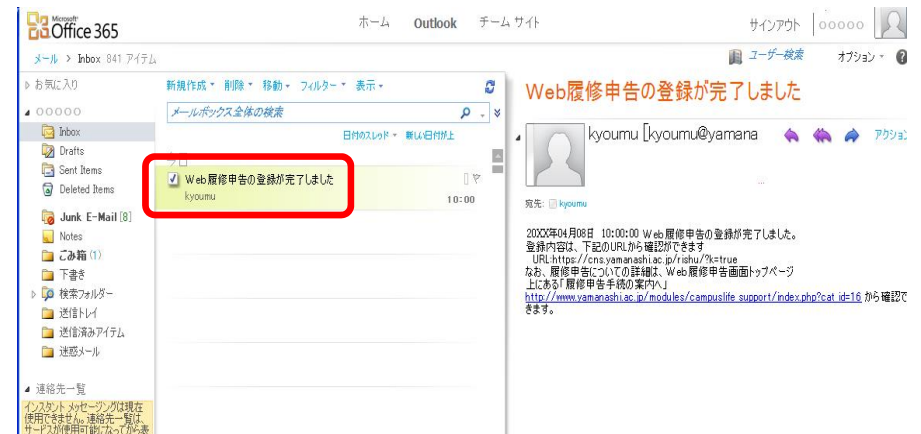 Microsoft
Office 365
ホーム Outlook チーム サイト
サインアウト ooooo
メール > Inbox 841 アイテム
ユーザー検索 オプション
お気に入り
ooooo
Inbox
Drafts
Sent Items
Deleted Items
Junk E-Mail [8]
Notes
ごみ箱 (1)
下書き
検索フォルダー
送信トレイ
送信済みアイテム
迷惑メール
連絡先一覧
インスタント メッセージングは現在
使用できません。連絡先一覧は、
サービスが使用可能になってから表
新規作成 削除 移動 フィルター 表示
メールボックス全体の検索
日付のスレッド 新しい日付が上
Web履修申告の登録が完了しました
kyoumu
10:00
Web履修申告の登録が完了しました
kyoumu [kyoumu@yamana
アクション
...
宛先: kyoumu
20XX年04月08日 10:00:00 Web履修申告の登録が完了しました。
登録内容は、下記のURLから確認ができます
URL:https://cns.yamanashi.ac.jp/rishu/?k=true
なお、履修申告についての詳細は、Web履修申告画面トップページ
上にある「履修申告手続の案内へ」
http://www.yamanashi.ac.jp/modules/campuslife_support/index.php?cat_id=16 から確認で
きます。